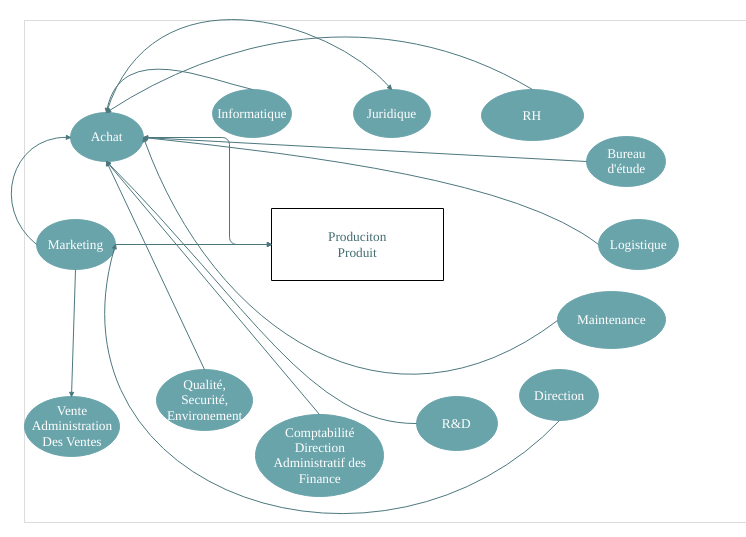 Informatique
Juridique
RH
Achat
Bureau
d'étude
Marketing
Produciton
Produit
Logistique
Maintenance
Qualité,
Securité,
Environement
Direction
Vente
Administration
Des Ventes
R&D
Comptabilité
Direction
Administratif des
Finance